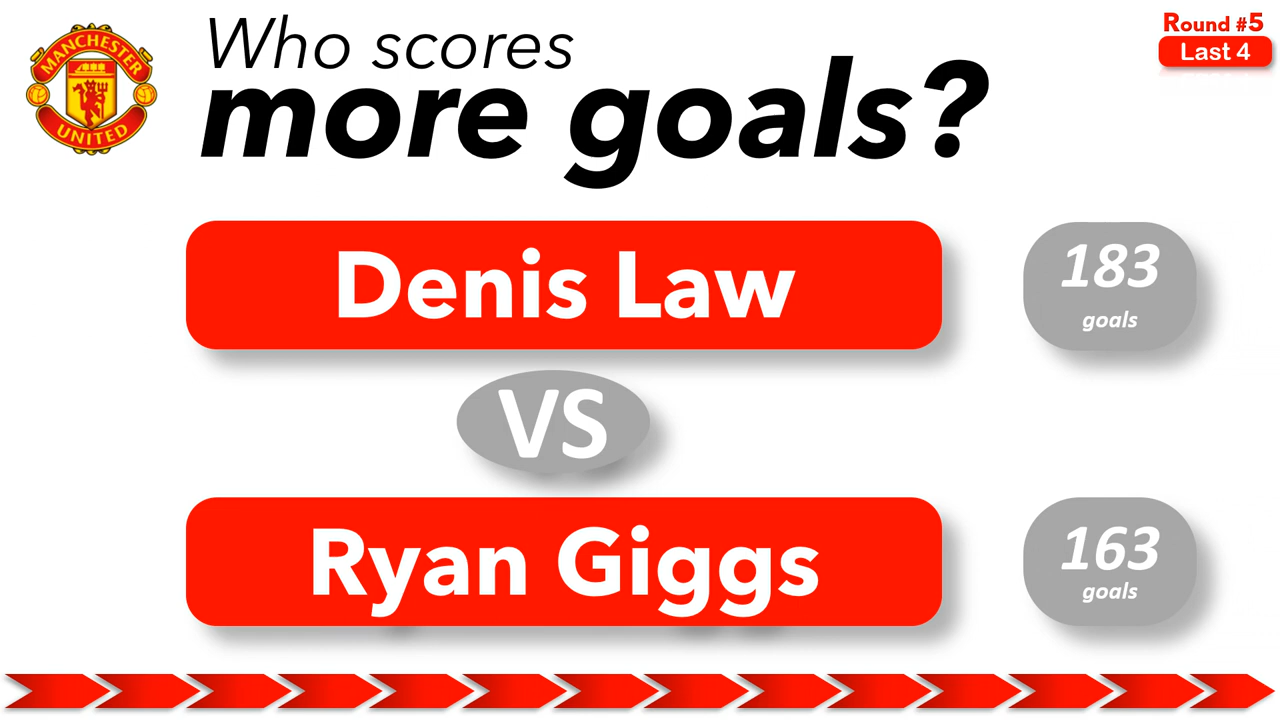 MANCHESTER
UNITED
Who scores
more goals?
Round #5
Last 4
Denis Law
183
goals
VS
Ryan Giggs
163
goals